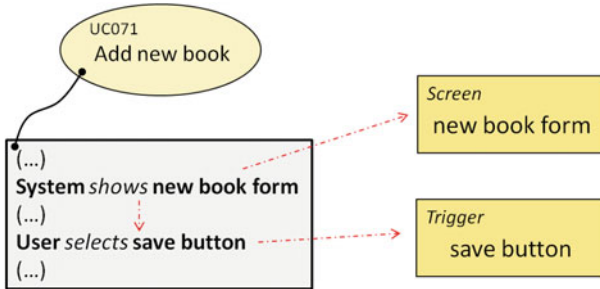 UC071
Add new book
(...)
System shows new book form
(...)
User selects save button
(...)
Screen
new book form
Trigger
save button